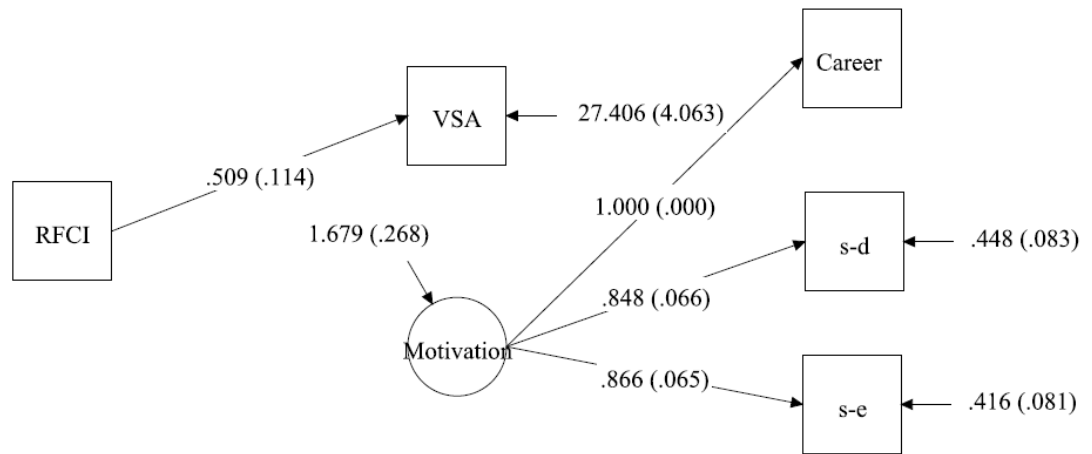 Career
VSA
27.406 (4.063)
.509 (.114)
RFCI
1.679 (.268)
1.000 (.000)
s-d
.448 (.083)
.848 (.066)
Motivation
.866 (.065)
s-e
.416 (.081)